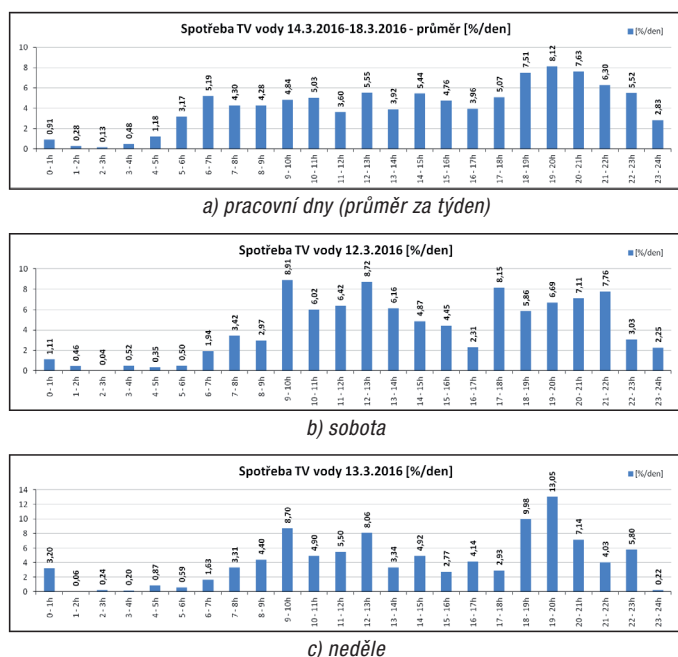 Spotřeba TV vody 14.3.2016-18.3.2016 - průměr [%/den]
[%/den]
10
8
6
4
2
0
0,91
0,28
0,13
0,48
1,18
3,17
5,19
4,30
4,28
4,84
5,03
3,60
5,55
3,92
5,44
4,76
3,96
5,07
7,51
8,12
7,63
6,30
5,52
2,83
0 - 1h
1 - 2h
2 - 3h
3 - 4h
4 - 5h
5 - 6h
6 - 7h
7 - 8h
8 - 9h
9 - 10h
10 - 11h
11 - 12h
12 - 13h
13 - 14h
14 - 15h
15 - 16h
16 - 17h
17 - 18h
18 - 19h
19 - 20h
20 - 21h
21 - 22h
22 - 23h
23 - 24h
a) pracovní dny (průměr za týden)
Spotřeba TV vody 12.3.2016 [%/den]
[%/den]
10
8
6
4
2
0
1,11
0,46
0,04
0,52
0,35
0,50
1,94
3,42
2,97
8,91
6,02
6,42
8,72
6,16
4,87
4,45
2,31
8,15
5,86
6,69
7,11
7,76
3,03
2,25
0 - 1h
1 - 2h
2 - 3h
3 - 4h
4 - 5h
5 - 6h
6 - 7h
7 - 8h
8 - 9h
9 - 10h
10 - 11h
11 - 12h
12 - 13h
13 - 14h
14 - 15h
15 - 16h
16 - 17h
17 - 18h
18 - 19h
19 - 20h
20 - 21h
21 - 22h
22 - 23h
23 - 24h
b) sobota
Spotřeba TV vody 13.3.2016 [%/den]
[%/den]
14
12
10
8
6
4
2
0
3,20
0,06
0,24
0,20
0,87
0,59
1,63
3,31
4,40
8,70
4,90
5,50
8,06
3,34
4,92
2,77
4,14
2,93
9,98
13,05
7,14
4,03
5,80
0,22
0 - 1h
1 - 2h
2 - 3h
3 - 4h
4 - 5h
5 - 6h
6 - 7h
7 - 8h
8 - 9h
9 - 10h
10 - 11h
11 - 12h
12 - 13h
13 - 14h
14 - 15h
15 - 16h
16 - 17h
17 - 18h
18 - 19h
19 - 20h
20 - 21h
21 - 22h
22 - 23h
23 - 24h
c) neděle